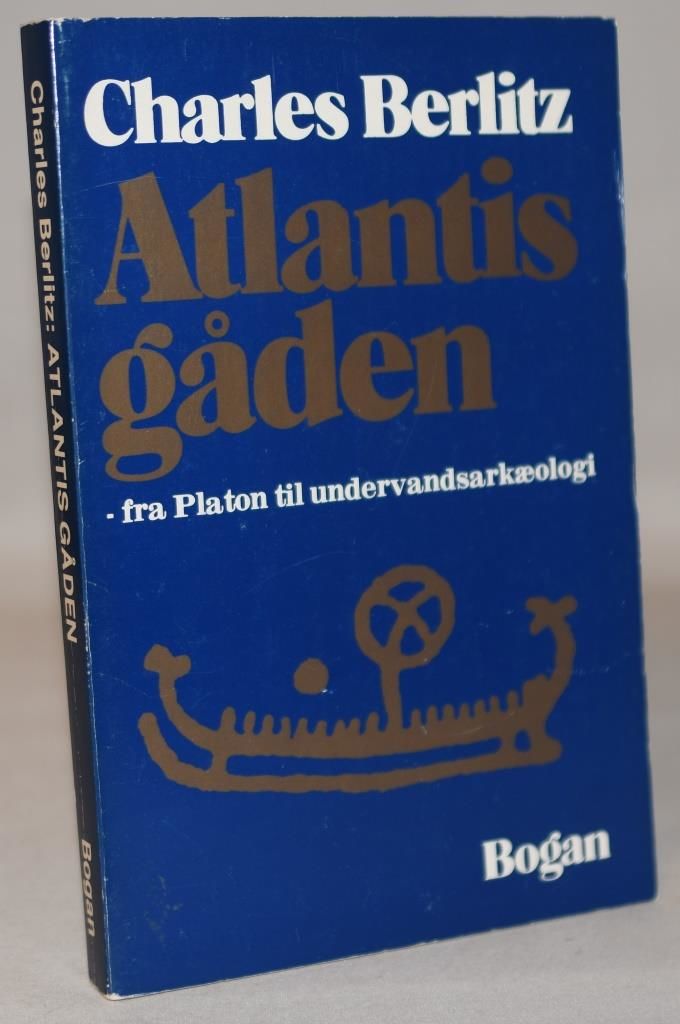 Charles Berlitz
Atlantis
gåden
- fra Platon til undervandsarkæologi
Bogan
Charles Berlitz: ATLANTIS GÅDEN
Bogan